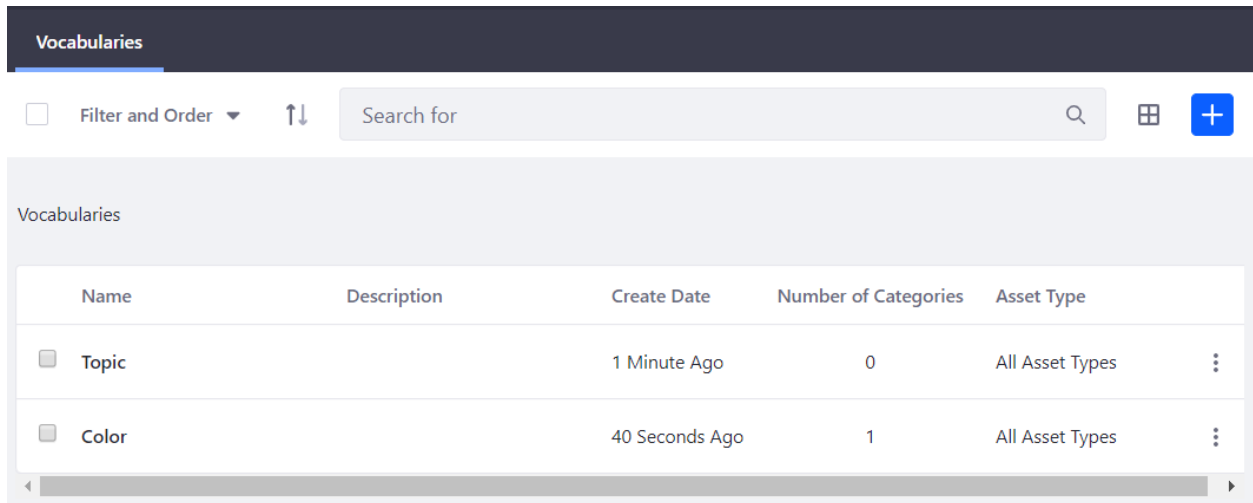 Vocabularies
Filter and Order Search for
Vocabularies
Name Description Create Date Number of Categories Asset Type
Topic 1 Minute Ago 0 All Asset Types
Color 40 Seconds Ago 1 All Asset Types